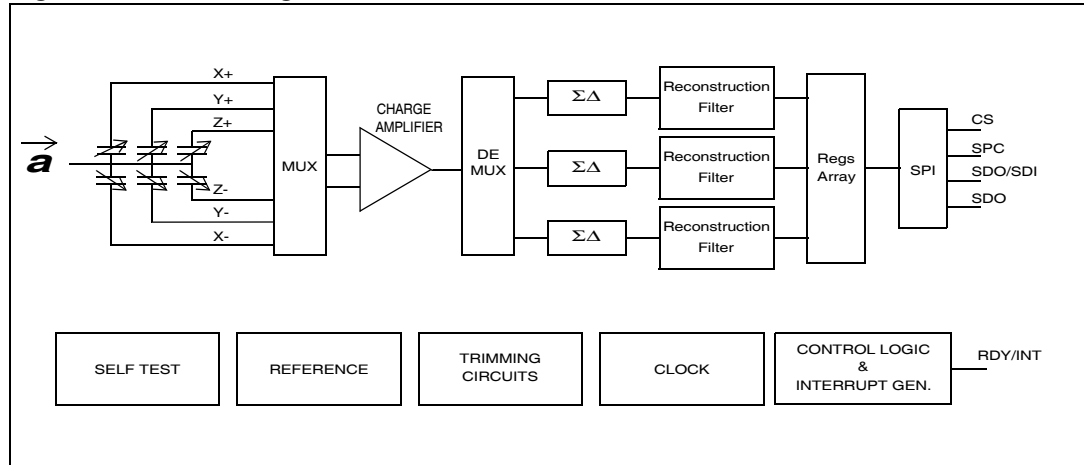 X+
Y+
Z+
Z-
Y-
X-
a
MUX
CHARGE
AMPLIFIER
DE
MUX
ΣΔ
ΣΔ
ΣΔ
Reconstruction
Filter
Reconstruction
Filter
Reconstruction
Filter
Regs
Array
SPI
CS
SPC
SDO/SDI
SDO
SELF TEST
REFERENCE
TRIMMING
CIRCUITS
CLOCK
CONTROL LOGIC
&
INTERRUPT GEN.
RDY/INT